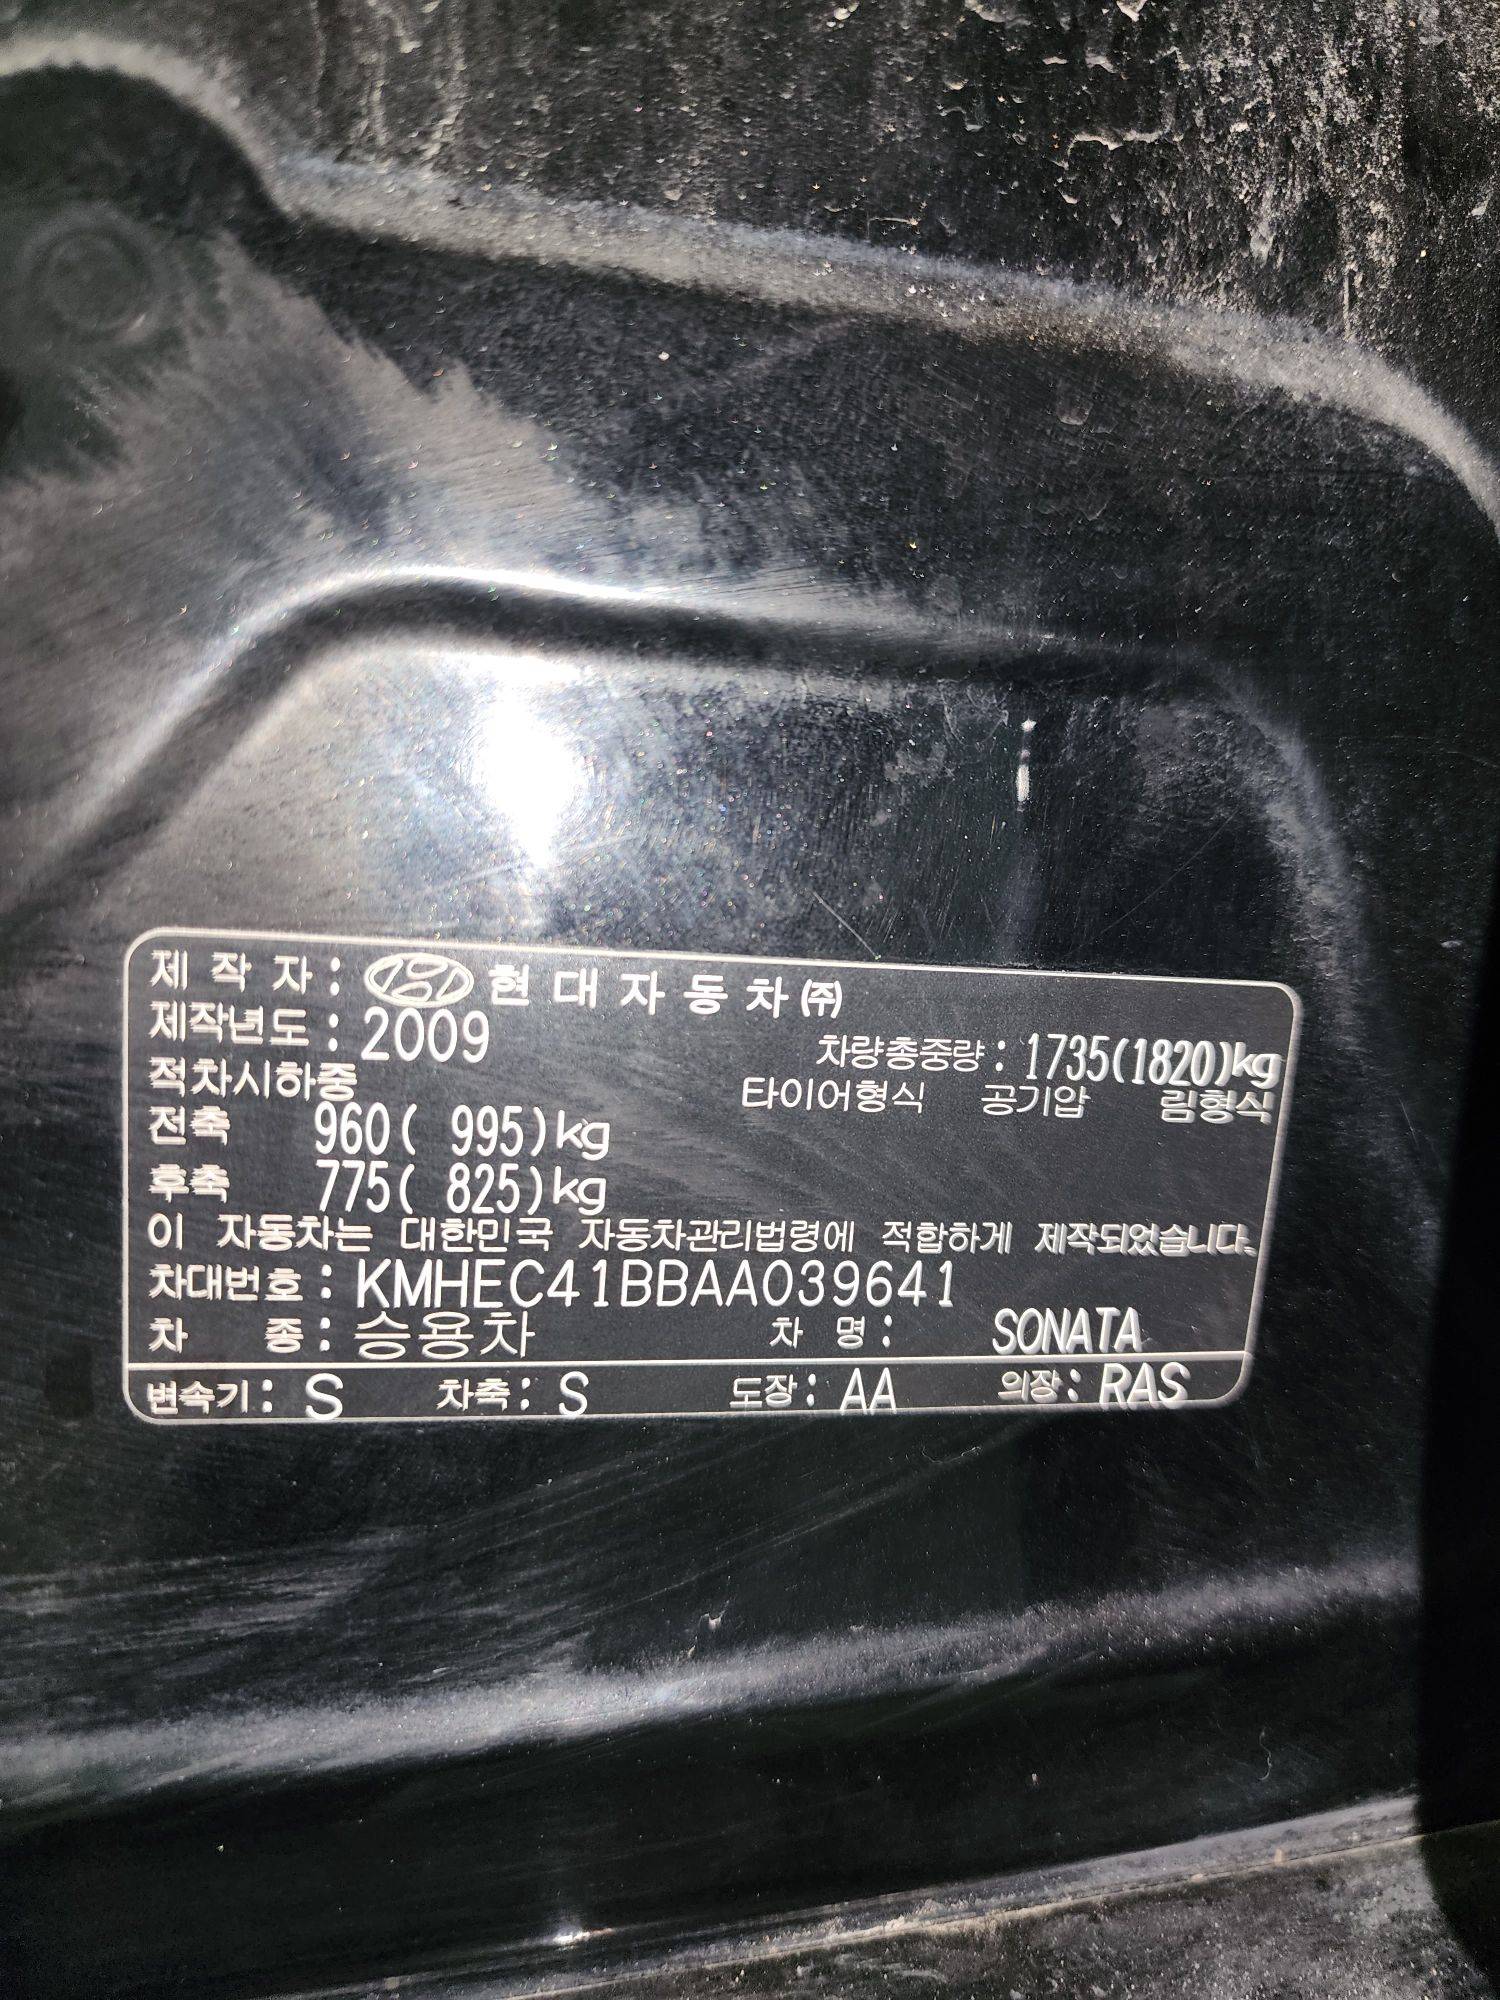 제 작 자 : 현대자동차㈜
제작년도 : 2009
차량총중량 : 1735(1820)kg
적차시하중
타이어형식 공기압 림형식
전축 960( 995)kg
후축 775( 825)kg
이 자동차는 대한민국 자동차관리법령에 적합하게 제작되었습니다.
차대번호 : KMHEC41BBAA039641
차 종 : 승용차 차 명 : SONATA
변속기 : S 차축 : S 도장 : AA 의장 : RAS